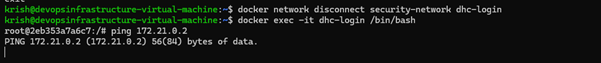 krish@devopsinfrastructure-virtual-machine:~$ docker network disconnect security-network dhc-login
krish@devopsinfrastructure-virtual-machine:~$ docker exec -it dhc-login /bin/bash
root@2eb353a7a6c7:/# ping 172.21.0.2
PING 172.21.0.2 (172.21.0.2) 56(84) bytes of data.